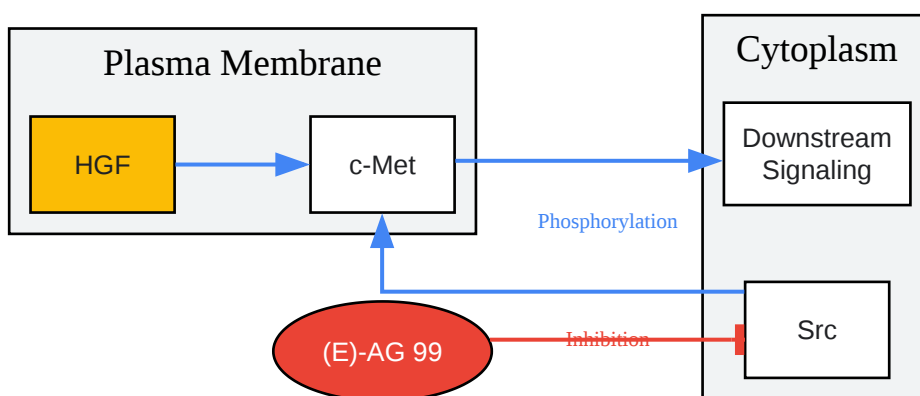 Plasma Membrane
Cytoplasm
HGF
c-Met
Downstream
Signaling
Phosphorylation
(E)-AG 99
Inhibition
Src